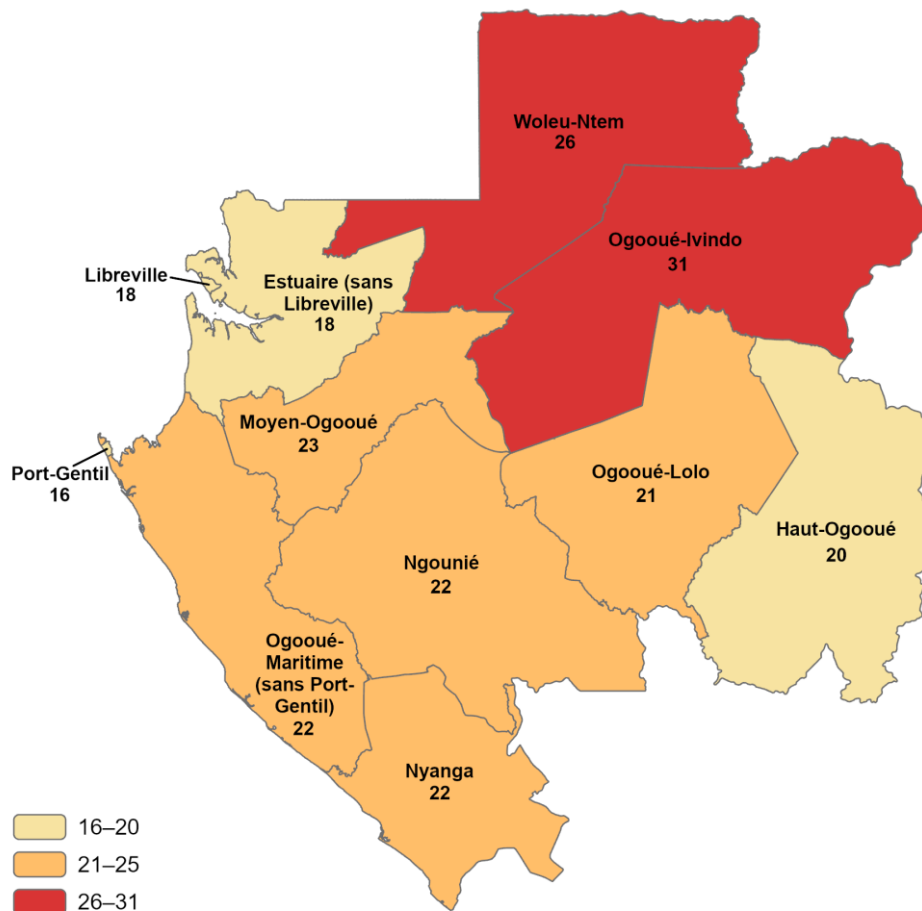 Woleu-Ntem
26
Ogooué-Ivindo
31
Libreville
18
Estuaire (sans
Libreville)
18
Moyen-Ogooué
23
Port-Gentil
16
Ogooué-Lolo
21
Haut-Ogooué
20
Ngounié
22
Ogooué-
Maritime
(sans Port-
Gentil)
22
Nyanga
22
16–20
21–25
26–31